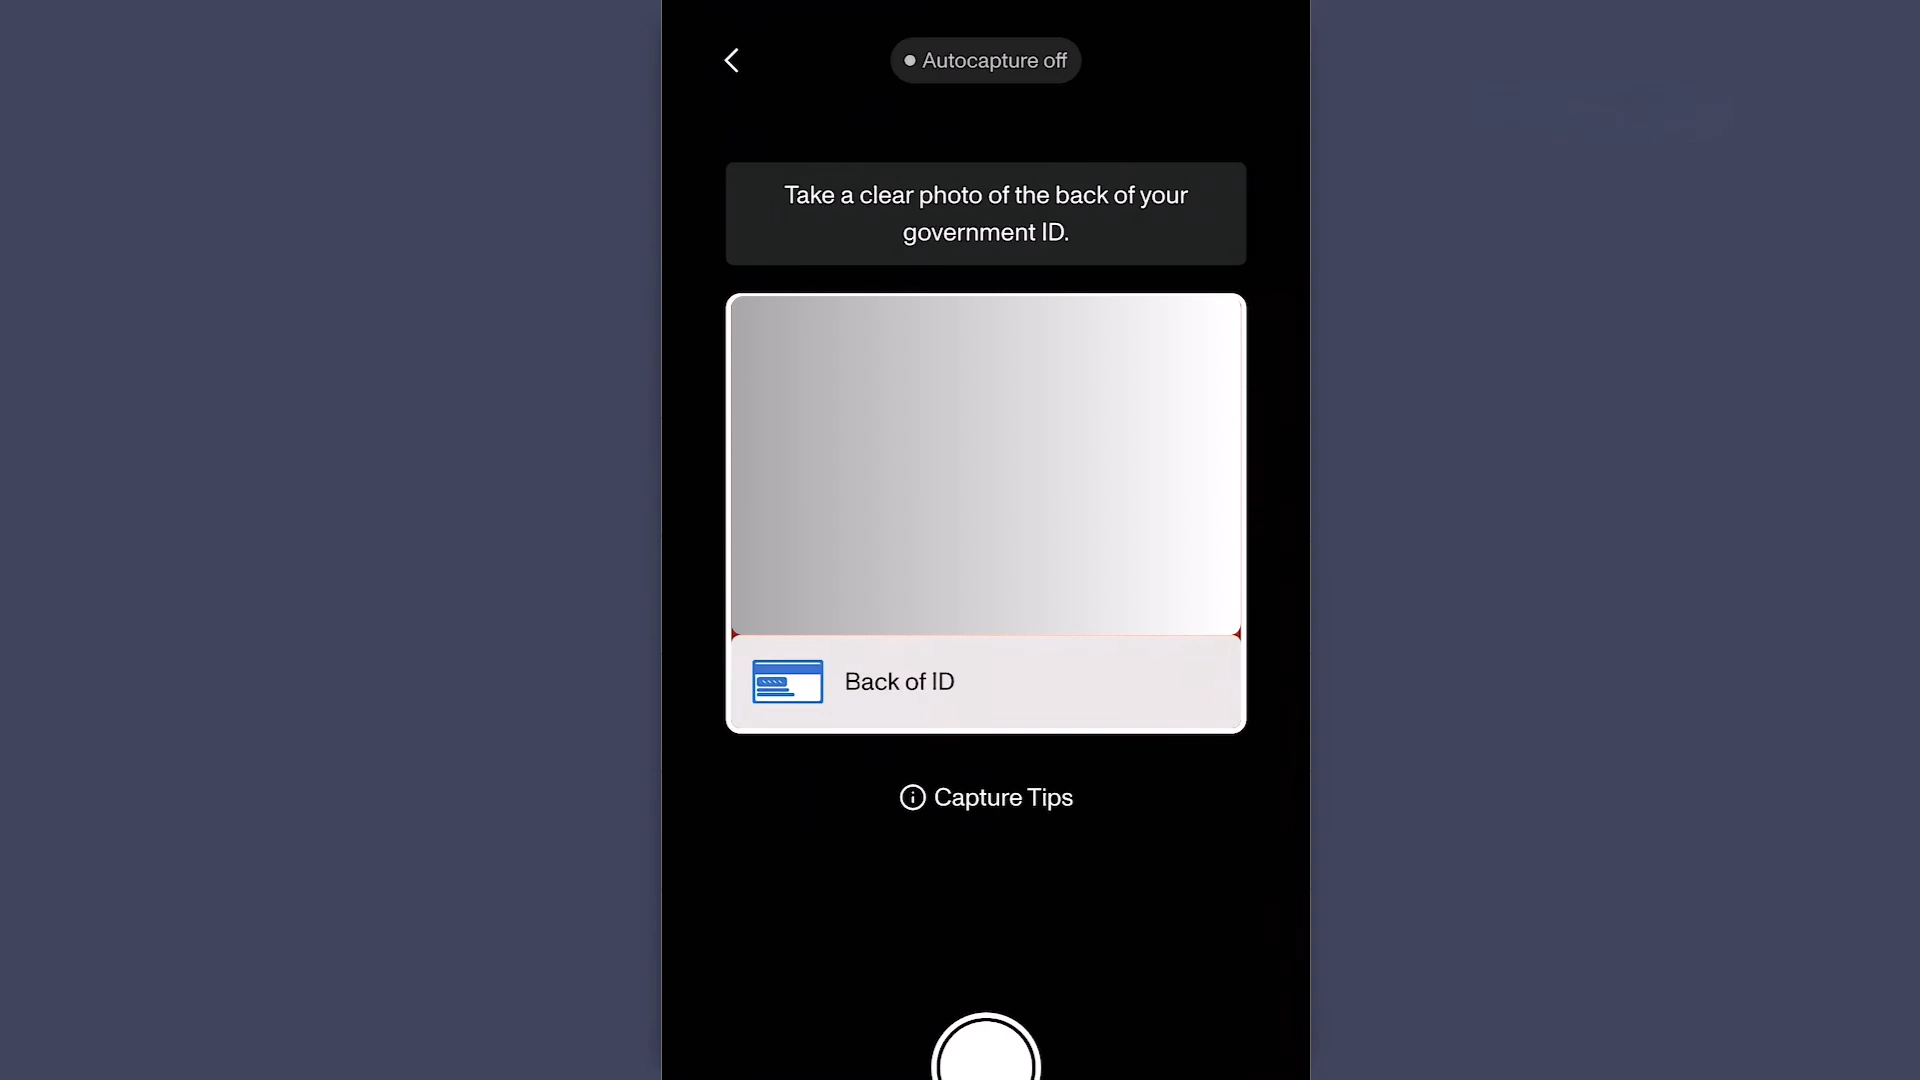 Autocapture off
Take a clear photo of the back of your
government ID.
Back of ID
Capture Tips